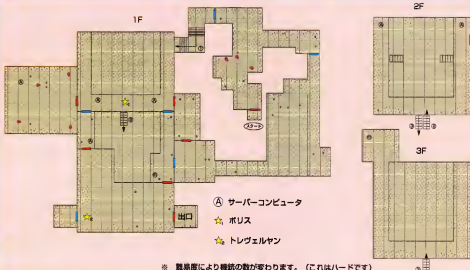 1F
2F
スタート
3F
出口
Ⓐ サーバーコンピュータ
ボリス
トレヴェルヤン
※ 難易度により機銃の数が変わります。（これはハードです）